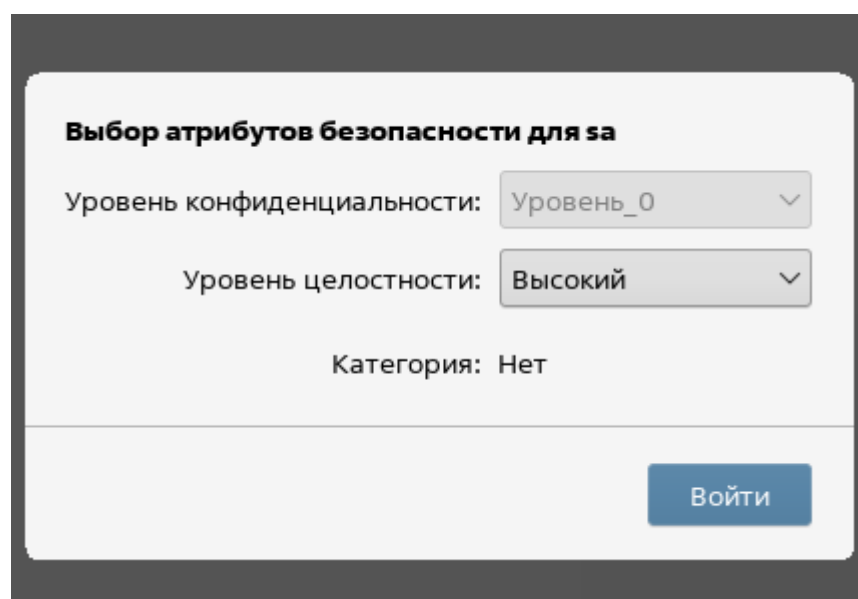 Выбор атрибутов безопасности для sa
Уровень конфиденциальности: Уровень_0
Уровень целостности: Высокий
Категория: Нет
Войти